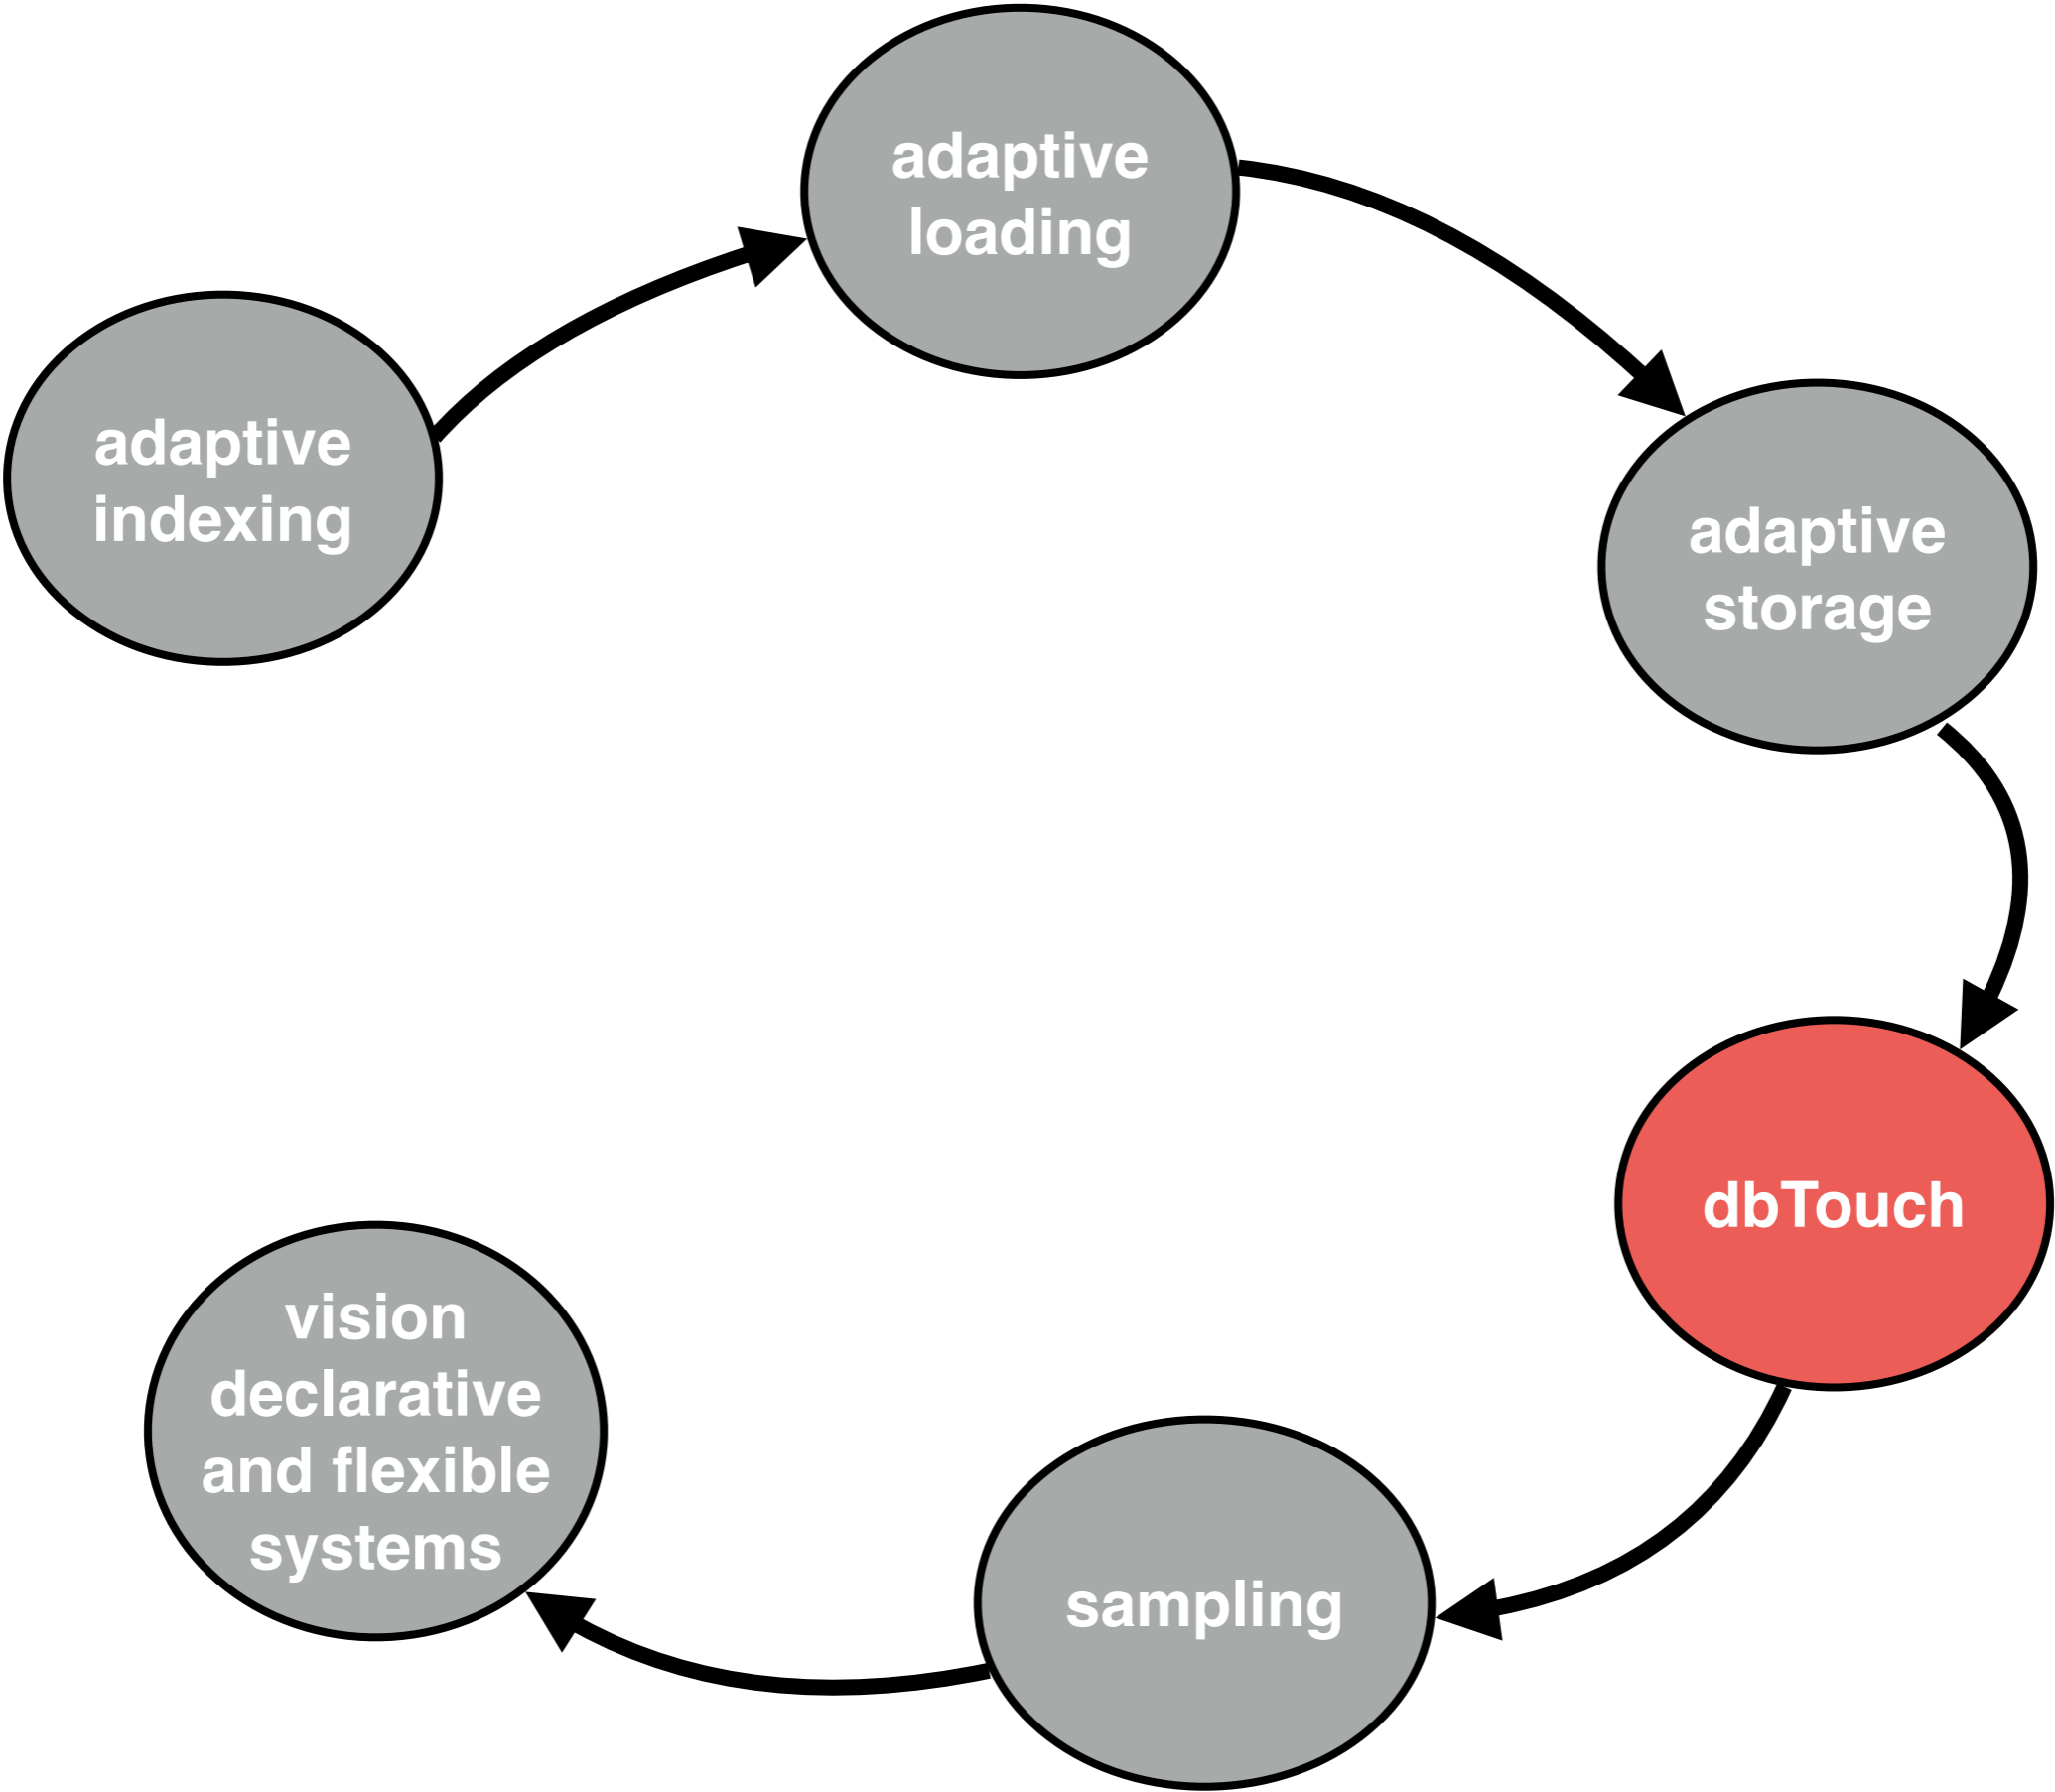 adaptive
indexing
adaptive
loading
adaptive
storage
dbTouch
sampling
vision
declarative
and flexible
systems